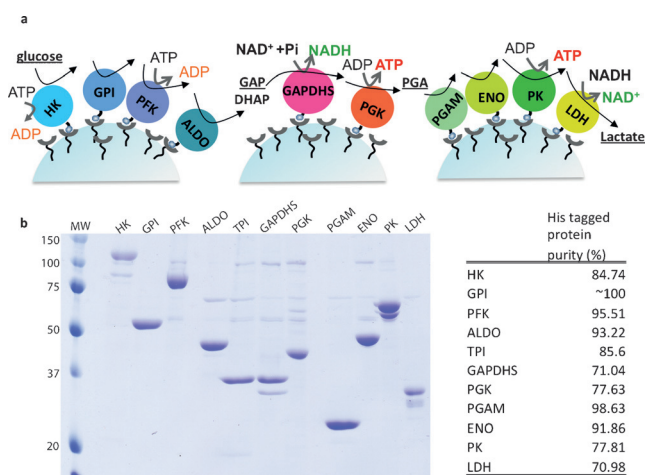 a
glucose
ATP
ADP
HK
GPI
PFK
ATP
ADP
ALDO
NAD⁺ +Pi
NADH
GAP
DHAP
GAPDHS
ADP
ATP
PGK
PGA
PGAM
ENO
ADP
ATP
PK
LDH
NADH
NAD⁺
Lactate
b
MW HK GPI PFK ALDO TPI GAPDHS PGK PGAM ENO PK LDH
150
100
75
50
37
20
His tagged
protein
purity (%)
HK 84.74
GPI ~100
PFK 95.51
ALDO 93.22
TPI 85.6
GAPDHS 71.04
PGK 77.63
PGAM 98.63
ENO 91.86
PK 77.81
LDH 70.98